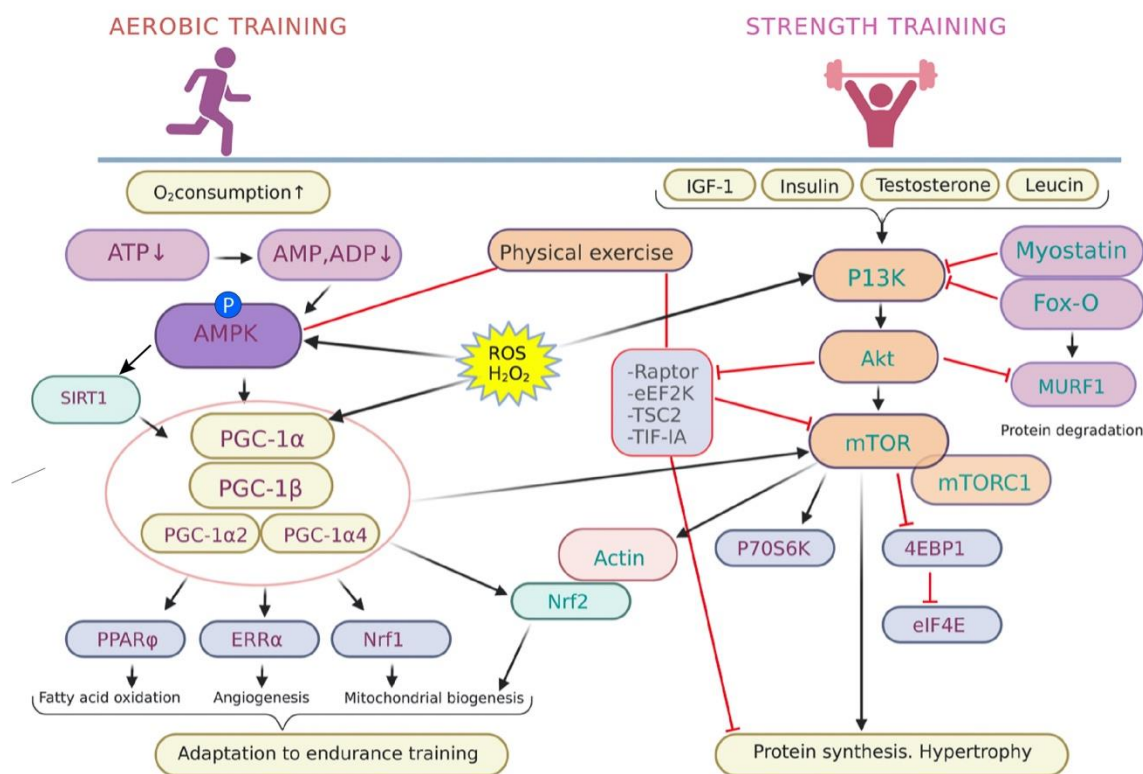 AEROBIC TRAINING
STRENGTH TRAINING
O₂consumption↑
IGF-1
Insulin
Testosterone
Leucin
ATP↓
AMP,ADP↓
Physical exercise
P13K
Myostatin
Fox-O
P
AMPK
ROS
H₂O₂
Akt
MURF1
SIRT1
-Raptor
-eEF2K
-TSC2
-TIF-IA
Protein degradation
PGC-1α
mTOR
mTORC1
PGC-1β
PGC-1α2
PGC-1α4
P70S6K
4EBP1
Actin
Nrf2
eIF4E
PPARφ
ERRα
Nrf1
Fatty acid oxidation
Angiogenesis
Mitochondrial biogenesis
Adaptation to endurance training
Protein synthesis. Hypertrophy